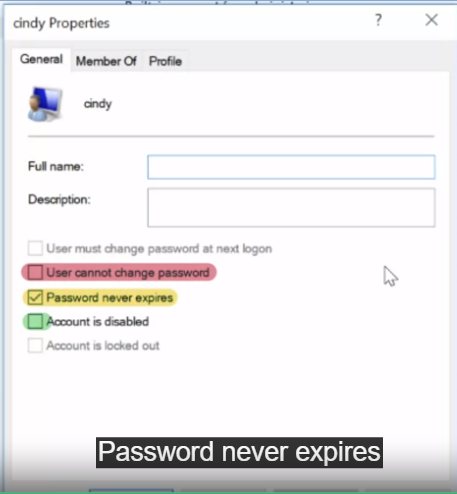 cindy Properties
?
General Member Of Profile
cindy
Full name:
Description:
User must change password at next logon
User cannot change password
Password never expires
Account is disabled
Account is locked out
Password never expires